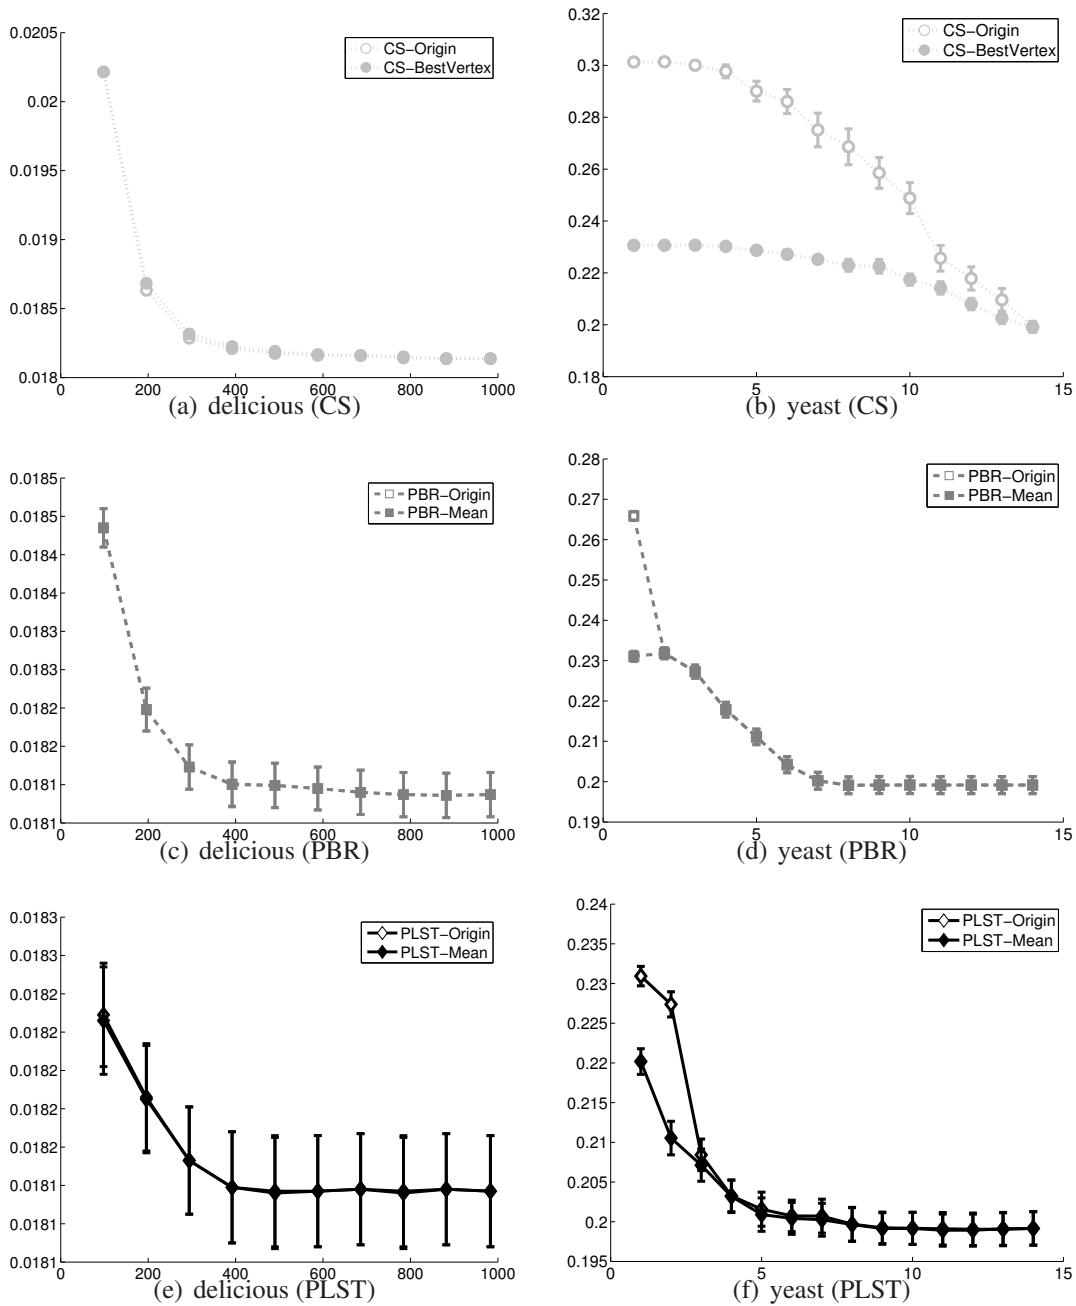 0.0205
0.02
0.0195
0.019
0.0185
0.018
0 200 400 600 800 1000
CS-Origin
CS-BestVertex
(a) delicious (CS)
0.32
0.3
0.28
0.26
0.24
0.22
0.2
0.18
0 5 10 15
CS-Origin
CS-BestVertex
(b) yeast (CS)
0.0185
0.0185
0.0184
0.0184
0.0183
0.0183
0.0182
0.0182
0.0181
0.0181
0 200 400 600 800 1000
PBR-Origin
PBR-Mean
(c) delicious (PBR)
0.28
0.27
0.26
0.25
0.24
0.23
0.22
0.21
0.2
0.19
0 5 10 15
PBR-Origin
PBR-Mean
(d) yeast (PBR)
0.0183
0.0183
0.0182
0.0182
0.0182
0.0182
0.0182
0.0181
0.0181
0.0181
0 200 400 600 800 1000
PLST-Origin
PLST-Mean
(e) delicious (PLST)
0.24
0.235
0.23
0.225
0.22
0.215
0.21
0.205
0.2
0.195
0 5 10 15
PLST-Origin
PLST-Mean
(f) yeast (PLST)